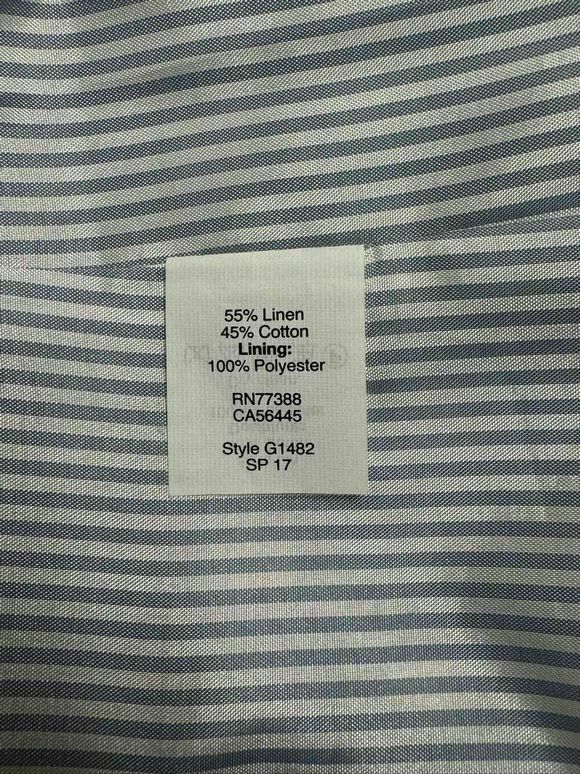 55% Linen
45% Cotton
Lining:
100% Polyester
RN77388
CA56445
Style G1482
SP 17